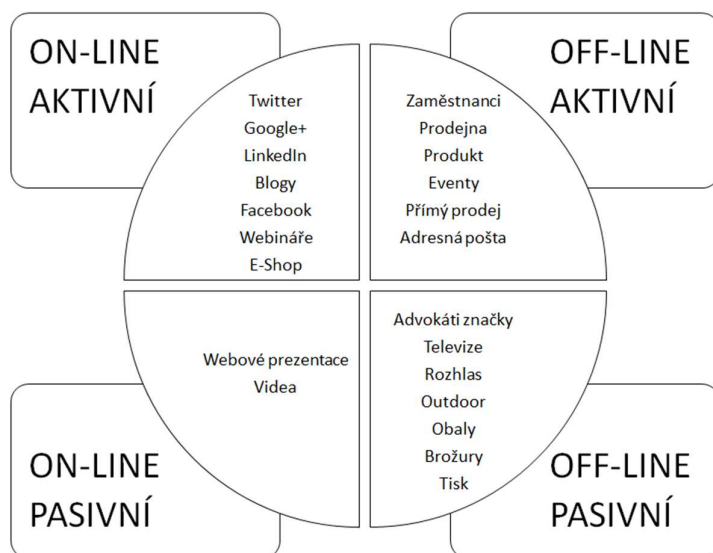 ON-LINE
AKTIVNÍ
Twitter
Google+
LinkedIn
Blogy
Facebook
Webináře
E-Shop
OFF-LINE
AKTIVNÍ
Zaměstnanci
Prodejna
Produkt
Eventy
Přímý prodej
Adresná pošta
Webové prezentace
Videa
ON-LINE
PASIVNÍ
Advokáti značky
Televize
Rozhlas
Outdoor
Obaly
Brožury
Tisk
OFF-LINE
PASIVNÍ